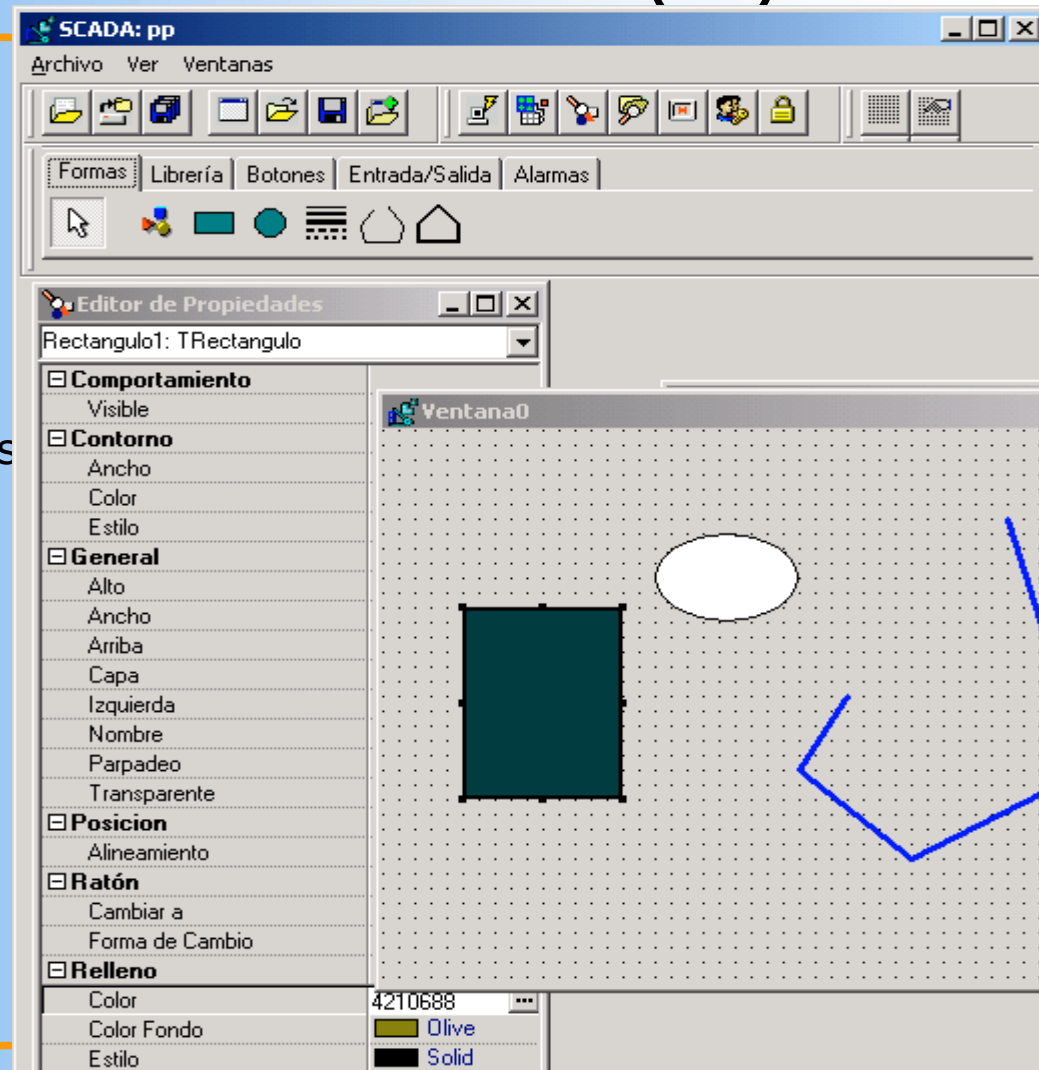 SCADA: pp
Archivo Ver Ventanas
Formas Librería Botones Entrada/Salida Alarmas
Editor de Propiedades
Rectangulo1: TRectangulo
Comportamiento
Visible
Ventana0
Contorno
s
Ancho
Color
Estilo
General
Alto
Ancho
Arriba
Capa
Izquierda
Nombre
Parpadeo
Transparente
Posicion
Alineamiento
Ratón
Cambiar a
Forma de Cambio
Relleno
Color 4210688 ...
Color Fondo Olive
Estilo Solid